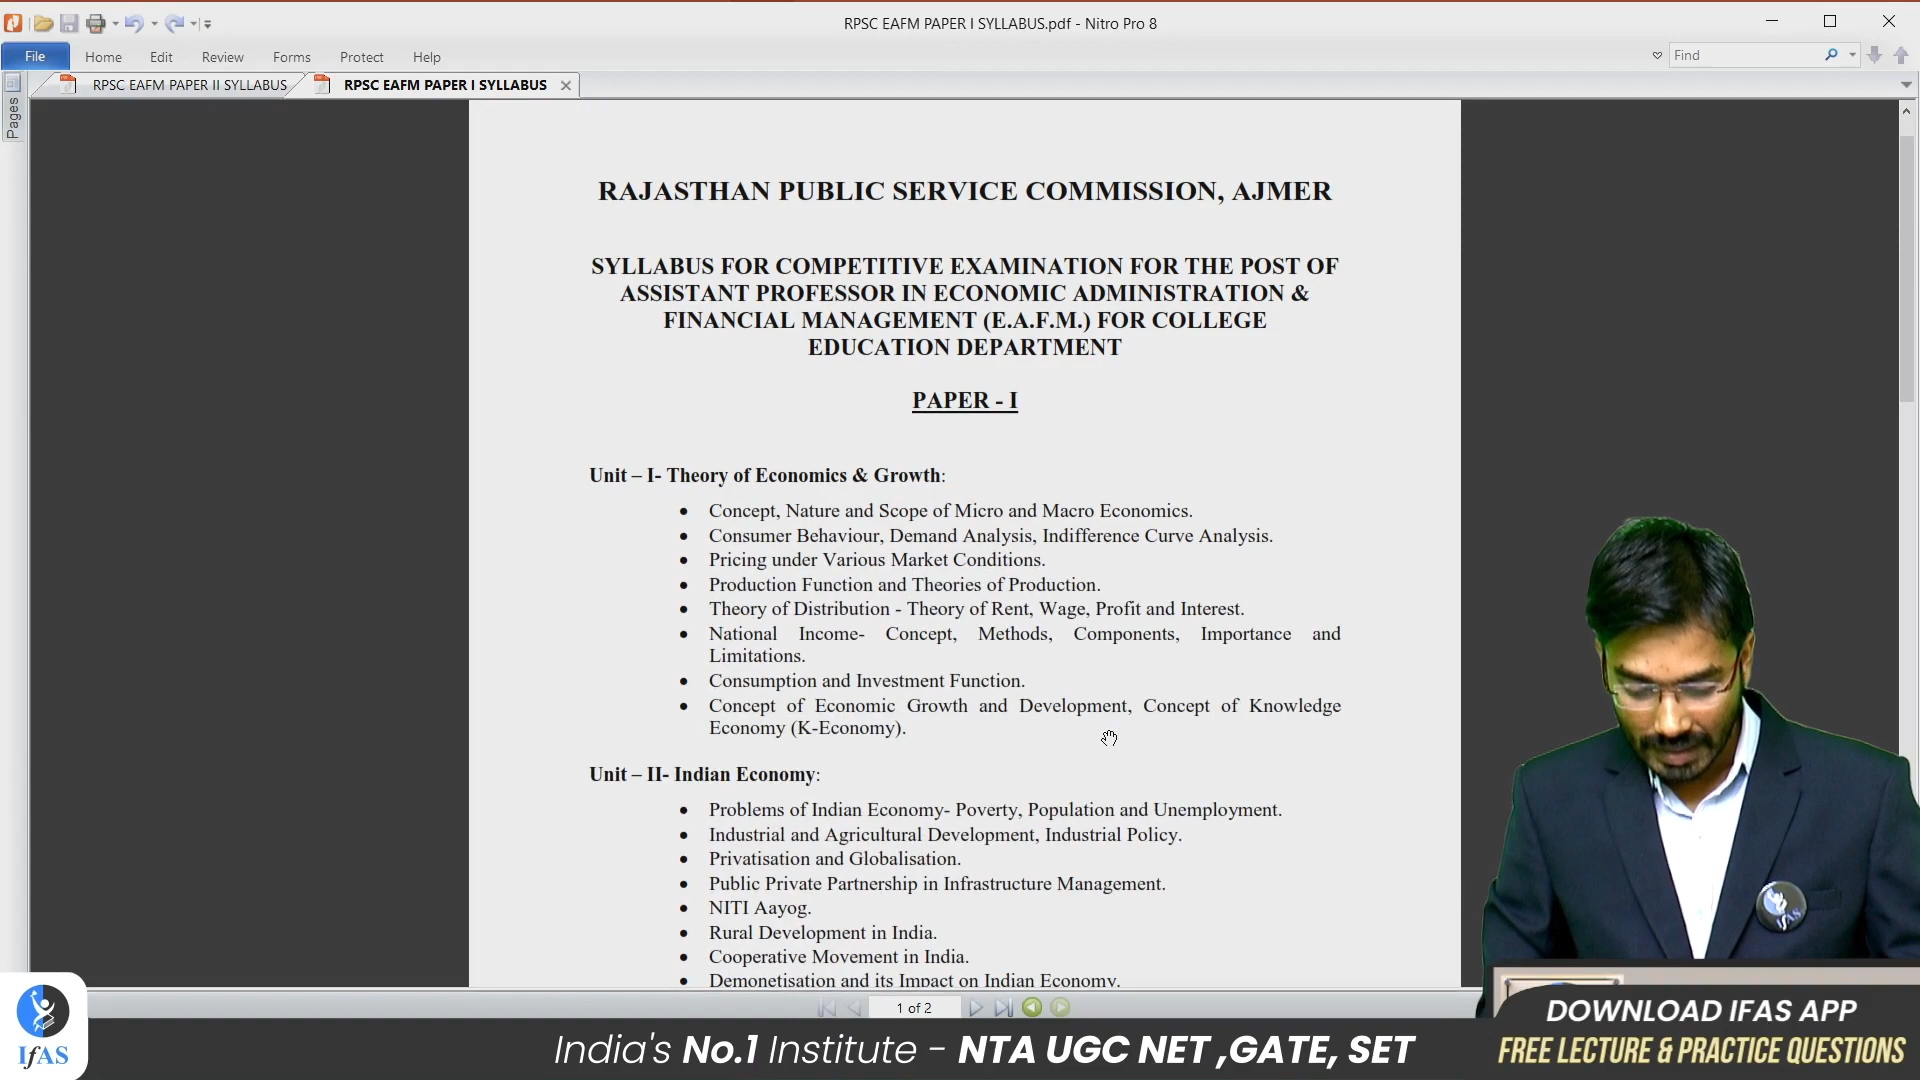 RPSC EAFM PAPER I SYLLABUS.pdf - Nitro Pro 8
File Home Edit Review Forms Protect Help Find
RPSC EAFM PAPER II SYLLABUS RPSC EAFM PAPER I SYLLABUS
Pages
RAJASTHAN PUBLIC SERVICE COMMISSION, AJMER
SYLLABUS FOR COMPETITIVE EXAMINATION FOR THE POST OF
ASSISTANT PROFESSOR IN ECONOMIC ADMINISTRATION &
FINANCIAL MANAGEMENT (E.A.F.M.) FOR COLLEGE
EDUCATION DEPARTMENT
PAPER - I
Unit – I- Theory of Economics & Growth:
• Concept, Nature and Scope of Micro and Macro Economics.
• Consumer Behaviour, Demand Analysis, Indifference Curve Analysis.
• Pricing under Various Market Conditions.
• Production Function and Theories of Production.
• Theory of Distribution - Theory of Rent, Wage, Profit and Interest.
• National Income- Concept, Methods, Components, Importance and
Limitations.
• Consumption and Investment Function.
• Concept of Economic Growth and Development, Concept of Knowledge
Economy (K-Economy).
Unit – II- Indian Economy:
• Problems of Indian Economy- Poverty, Population and Unemployment.
• Industrial and Agricultural Development, Industrial Policy.
• Privatisation and Globalisation.
• Public Private Partnership in Infrastructure Management.
• NITI Aayog.
• Rural Development in India.
• Cooperative Movement in India.
• Demonetisation and its Impact on Indian Economy.
1 of 2
IfAS
India's No.1 Institute - NTA UGC NET ,GATE, SET
DOWNLOAD IFAS APP
FREE LECTURE & PRACTICE QUESTIONS